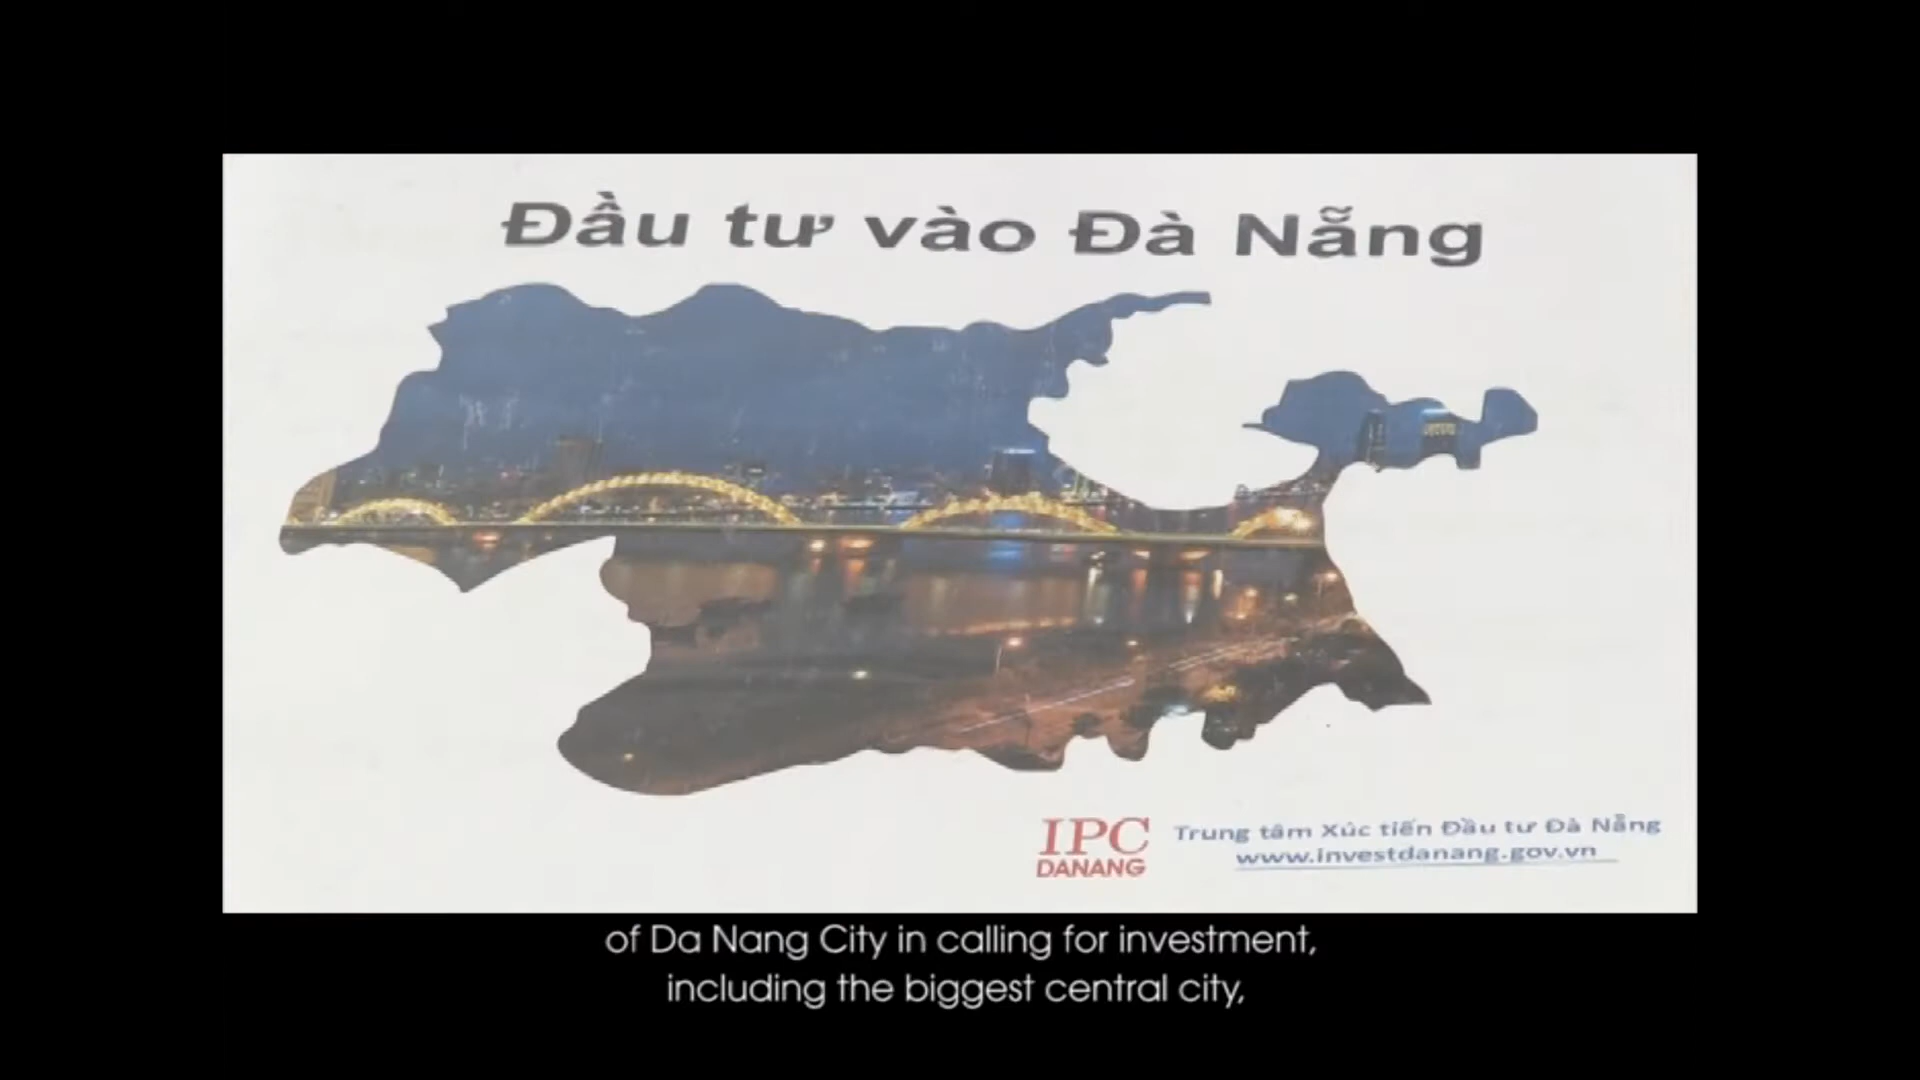 Đầu tư vào Đà Nẵng
IPC
DANANG
Trung tâm Xúc tiến Đầu tư Đà Nẵng
www.investdanang.gov.vn
of Da Nang City in calling for investment,
including the biggest central city,